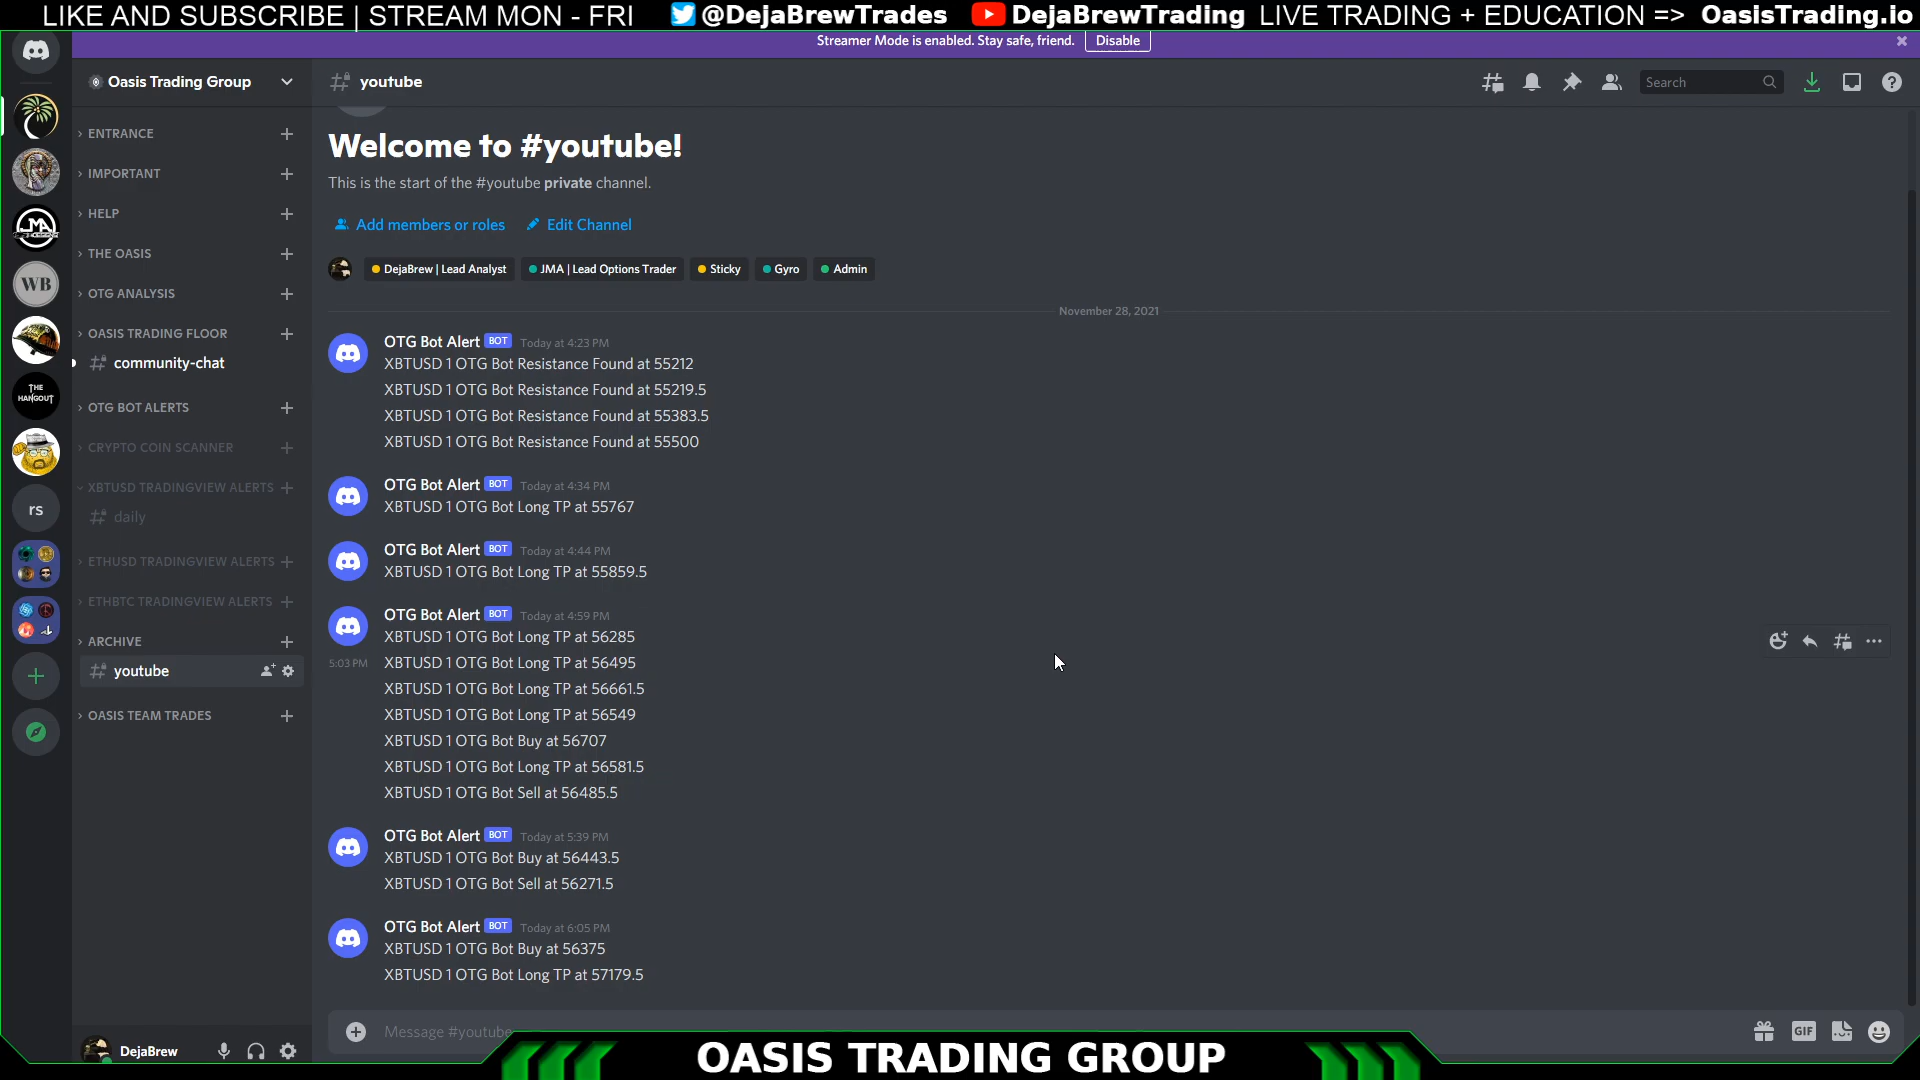 LIKE AND SUBSCRIBE | STREAM MON - FRI @DejaBrewTrades DejaBrewTrading LIVE TRADING + EDUCATION => OasisTrading.io
Streamer Mode is enabled. Stay safe, friend. Disable
Oasis Trading Group
youtube
Search
ENTRANCE
IMPORTANT
HELP
THE OASIS
OTG ANALYSIS
OASIS TRADING FLOOR
community-chat
OTG BOT ALERTS
CRYPTO COIN SCANNER
XBTUSD TRADINGVIEW ALERTS
daily
ETHUSD TRADINGVIEW ALERTS
ETHBTC TRADINGVIEW ALERTS
ARCHIVE
youtube
OASIS TEAM TRADES
JMA
WB
THE
HANGOUT
rs
DejaBrew
Welcome to #youtube!
This is the start of the #youtube private channel.
Add members or roles Edit Channel
DejaBrew | Lead Analyst JMA | Lead Options Trader Sticky Gyro Admin
November 28, 2021
OTG Bot Alert BOT Today at 4:23 PM
XBTUSD 1 OTG Bot Resistance Found at 55212
XBTUSD 1 OTG Bot Resistance Found at 55219.5
XBTUSD 1 OTG Bot Resistance Found at 55383.5
XBTUSD 1 OTG Bot Resistance Found at 55500
OTG Bot Alert BOT Today at 4:34 PM
XBTUSD 1 OTG Bot Long TP at 55767
OTG Bot Alert BOT Today at 4:44 PM
XBTUSD 1 OTG Bot Long TP at 55859.5
OTG Bot Alert BOT Today at 4:59 PM
XBTUSD 1 OTG Bot Long TP at 56285
5:03 PM XBTUSD 1 OTG Bot Long TP at 56495
XBTUSD 1 OTG Bot Long TP at 56661.5
XBTUSD 1 OTG Bot Long TP at 56549
XBTUSD 1 OTG Bot Buy at 56707
XBTUSD 1 OTG Bot Long TP at 56581.5
XBTUSD 1 OTG Bot Sell at 56485.5
OTG Bot Alert BOT Today at 5:39 PM
XBTUSD 1 OTG Bot Buy at 56443.5
XBTUSD 1 OTG Bot Sell at 56271.5
OTG Bot Alert BOT Today at 6:05 PM
XBTUSD 1 OTG Bot Buy at 56375
XBTUSD 1 OTG Bot Long TP at 57179.5
Message #youtube
GIF
OASIS TRADING GROUP